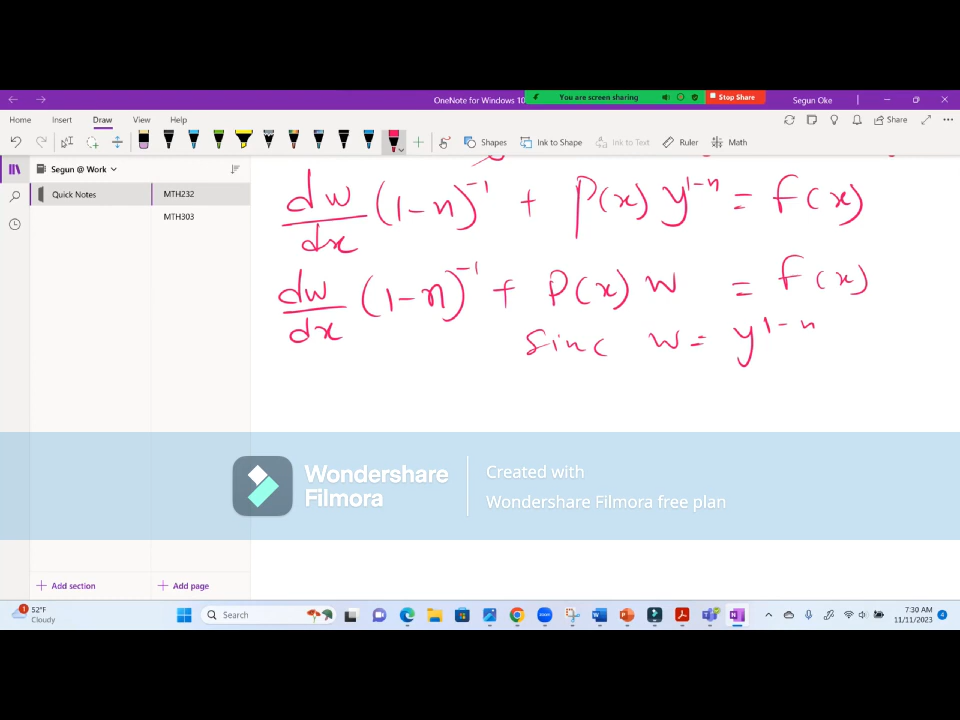 OneNote for Windows 10
You are screen sharing
Stop Share
Segun Oke
Home Insert Draw View Help
Share
Shapes Ink to Shape Ink to Text Ruler Math
Segun @ Work
Quick Notes
MTH232
MTH303
dw/dx (1-n)^-1 + P(x) y^1-n = f(x)
dw/dx (1-n)^-1 + P(x) w = f(x)
sinc w = y^1-n
Wondershare
Filmora
Created with
Wondershare Filmora free plan
+ Add section
+ Add page
1
52°F
Cloudy
Search
7:30 AM
11/11/2023
4